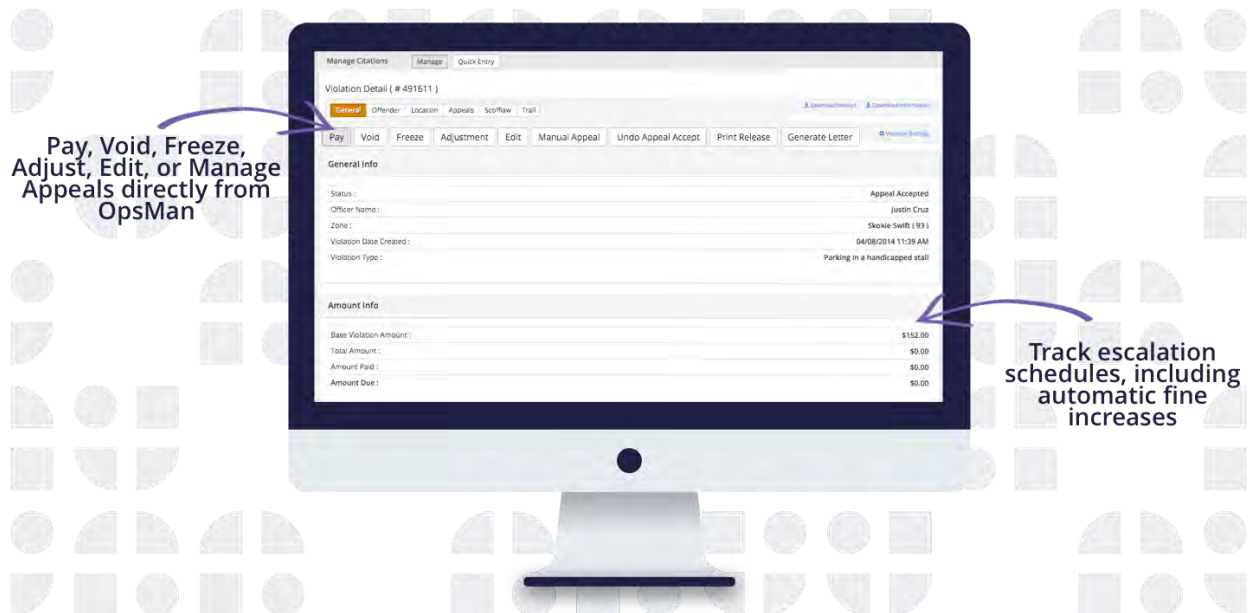 Manage Citations Manage Quick Entry
Violation Detail ( # 491611 )
General Offender Location Appeals Scofflaw Trail
Pay Void Freeze Adjustment Edit Manual Appeal Undo Appeal Accept Print Release Generate Letter
General Info
Status : Appeal Accepted
Officer Name : Justin Cruz
Zone : Skokie Swift ( 93 )
Violation Date Created : 04/08/2014 11:39 AM
Violation Type : Parking in a handicapped stall
Amount Info
Base Violation Amount : $152.00
Total Amount : $0.00
Amount Paid : $0.00
Amount Due : $0.00
Pay, Void, Freeze,
Adjust, Edit, or Manage
Appeals directly from
OpsMan
Track escalation
schedules, including
automatic fine
increases